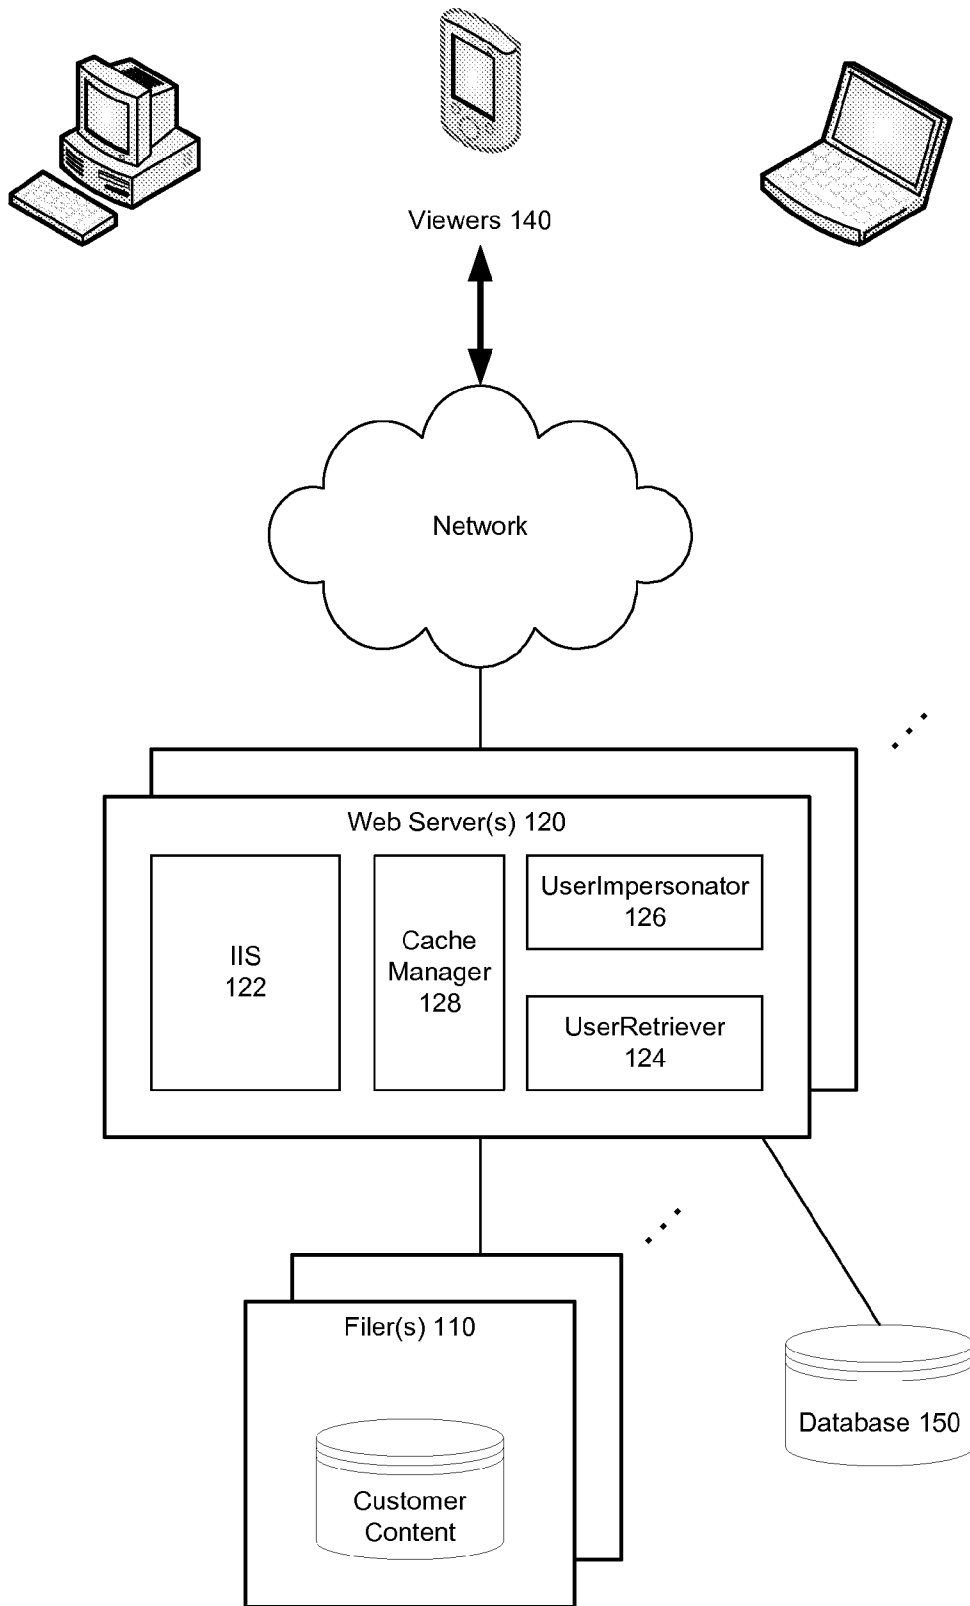 Viewers 140
Network
Web Server(s) 120
IIS
122
Cache
Manager
128
UserImpersonator
126
UserRetriever
124
Filer(s) 110
Customer
Content
Database 150